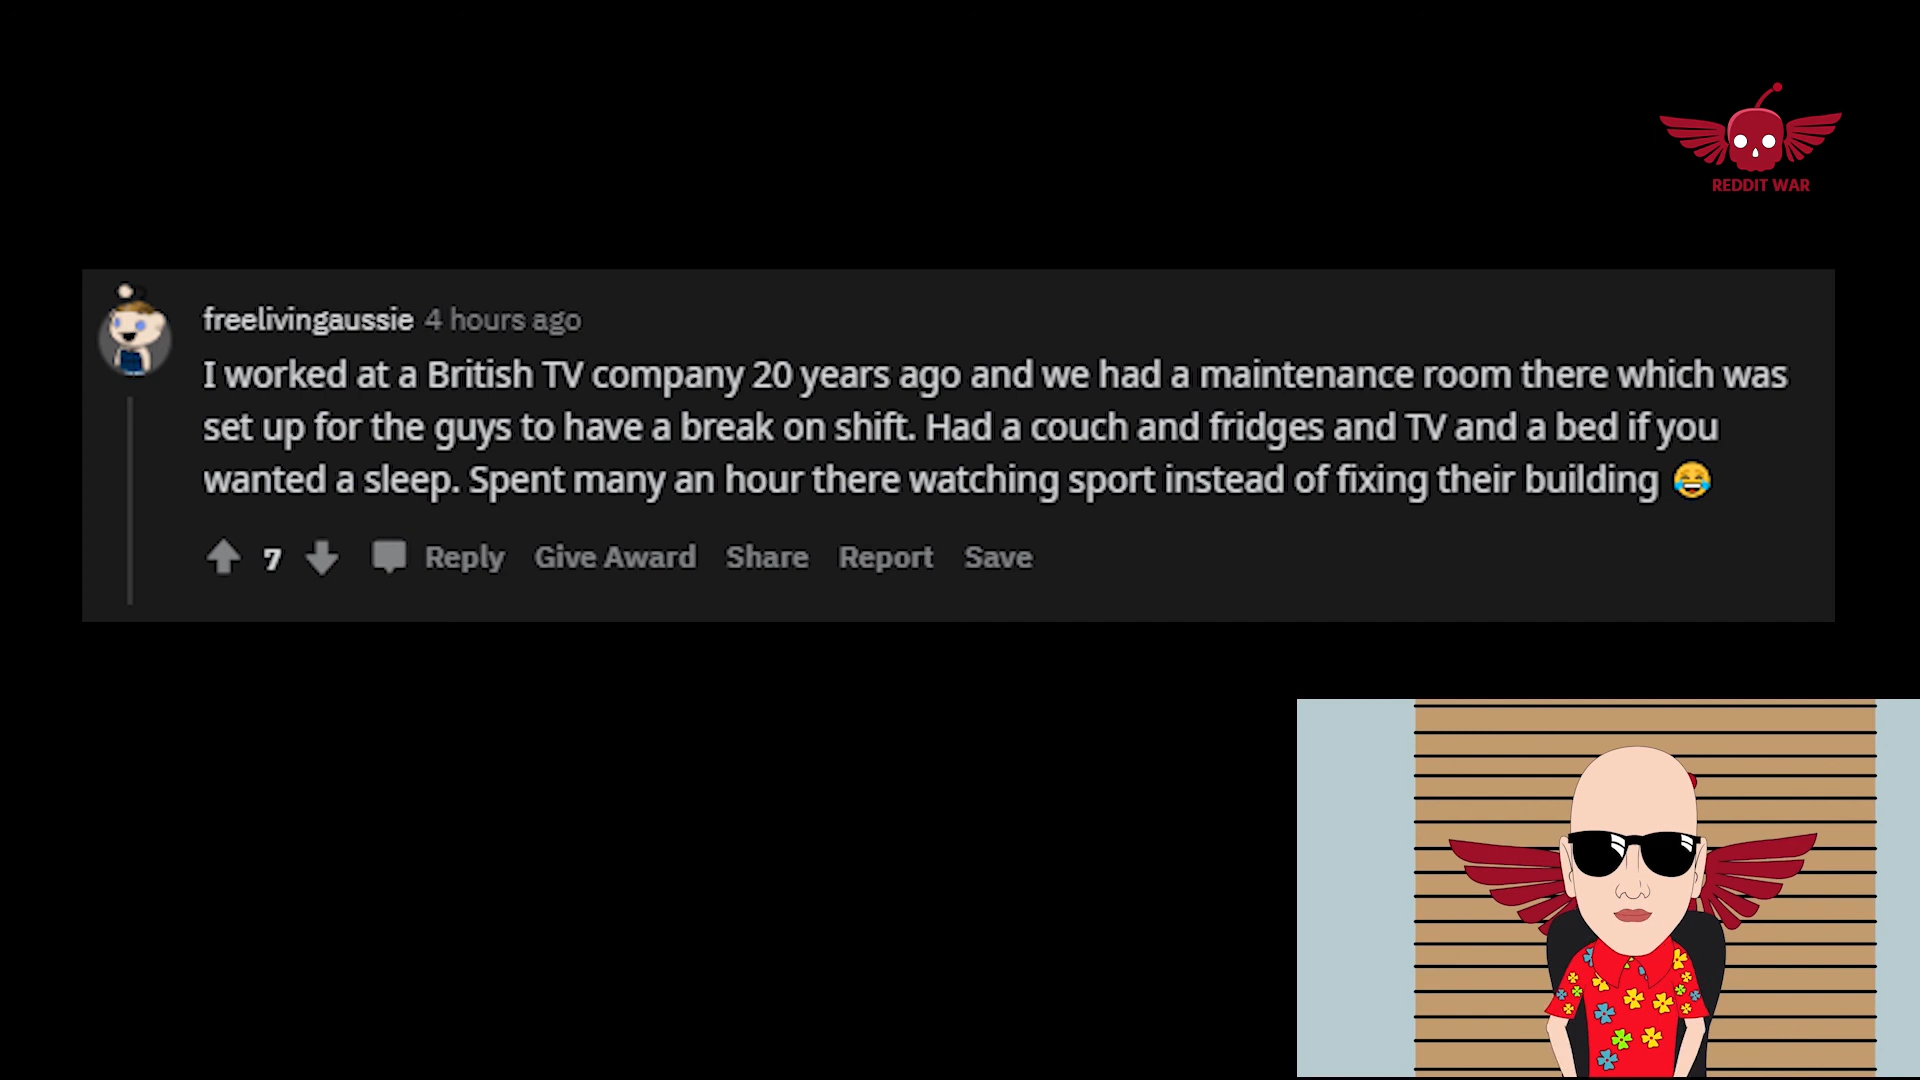 REDDIT WAR
freelivingaussie 4 hours ago
I worked at a British TV company 20 years ago and we had a maintenance room there which was
set up for the guys to have a break on shift. Had a couch and fridges and TV and a bed if you
wanted a sleep. Spent many an hour there watching sport instead of fixing their building 😂
7 Reply Give Award Share Report Save